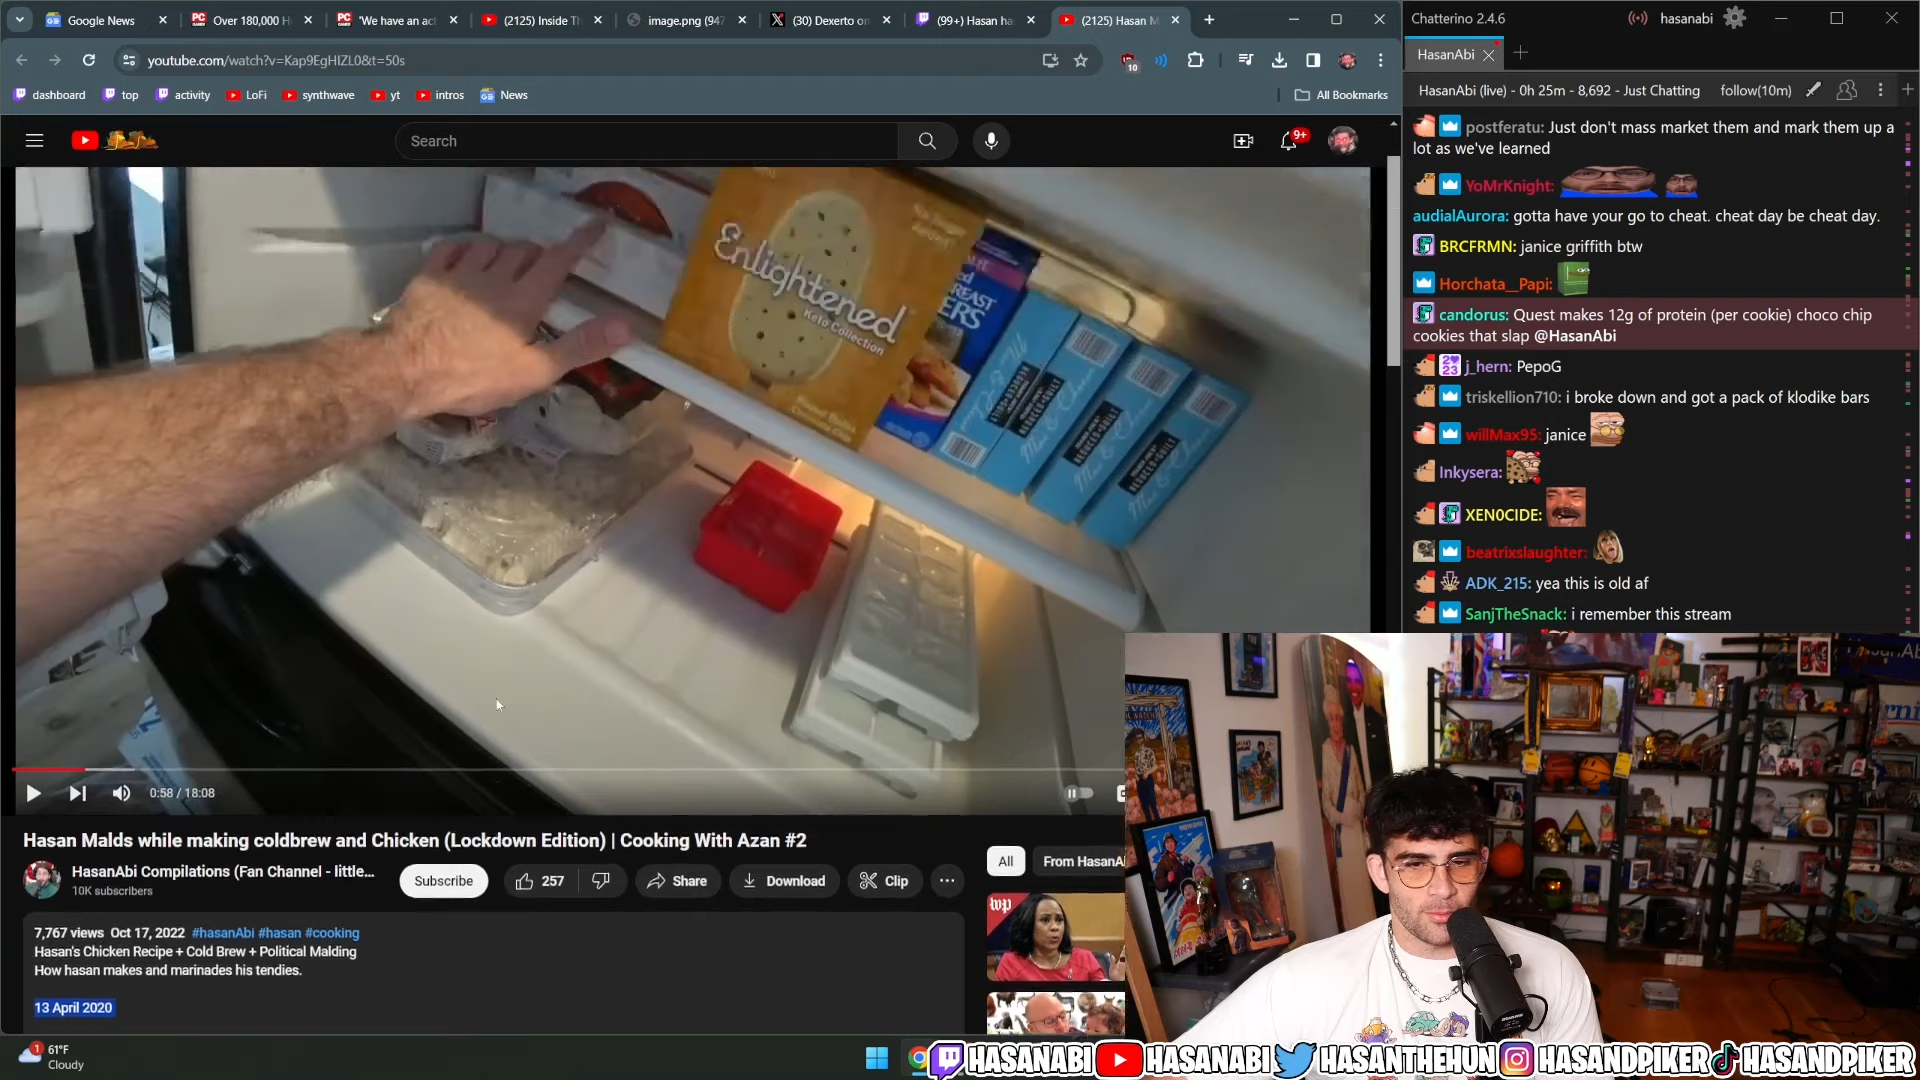 Google News
Over 180,000 H
'We have an act
(2125) Inside Th
image.png (947
(30) Dexerto on
(99+) Hasan ha
(2125) Hasan M
youtube.com/watch?v=Kap9EgHIZL0&t=50s
10
dashboard
top
activity
LoFi
synthwave
yt
intros
News
All Bookmarks
Search
9+
Enlightened
Keto Collection
0:58 / 18:08
Hasan Malds while making coldbrew and Chicken (Lockdown Edition) | Cooking With Azan #2
HasanAbi Compilations (Fan Channel - little...
10K subscribers
Subscribe
257
Share
Download
Clip
All
From HasanAb
wp
7,767 views Oct 17, 2022 #hasanAbi #hasan #cooking
Hasan's Chicken Recipe + Cold Brew + Political Malding
How hasan makes and marinades his tendies.
13 April 2020
Chatterino 2.4.6
hasanabi
HasanAbi
HasanAbi (live) - 0h 25m - 8,692 - Just Chatting
follow(10m)
postferatu: Just don't mass market them and mark them up a
lot as we've learned
YoMrKnight:
audialAurora: gotta have your go to cheat. cheat day be cheat day.
BRCFRMN: janice griffith btw
Horchata__Papi:
candorus: Quest makes 12g of protein (per cookie) choco chip
cookies that slap @HasanAbi
j_hern: PepoG
triskellion710: i broke down and got a pack of klodike bars
willMax95: janice
Inkysera:
XEN0CIDE:
beatrixslaughter:
ADK_215: yea this is old af
SanjTheSnack: i remember this stream
1
61°F
Cloudy
HASANABI
HASANABI
HASANTHEHUN
HASANDPIKER
HASANDPIKER